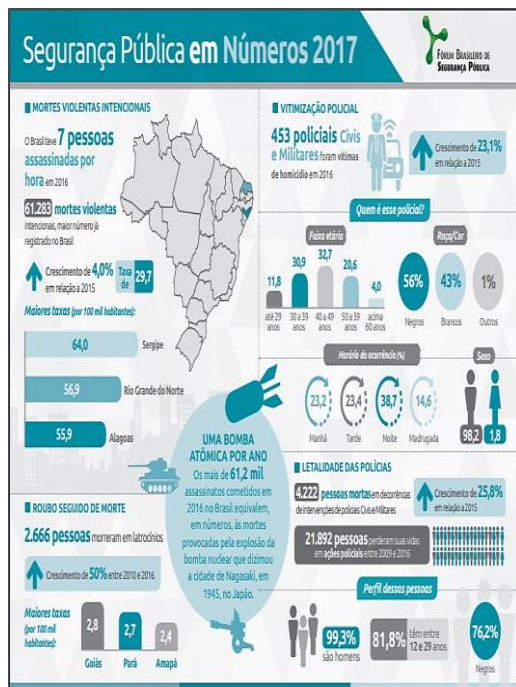 Segurança Pública em Números 2017
FÓRUM BRASILEIRO DE
SEGURANÇA PÚBLICA
MORTES VIOLENTAS INTENCIONAIS
O Brasil teve 7 pessoas
assassinadas por
hora em 2016
61.283 mortes violentas
intencionais, maior número já
registrado no Brasil
Crescimento de 4,0%
em relação a 2015
Taxa
de
29,7
Maiores taxas (por 100 mil habitantes):
64,0
Sergipe
56,9
Rio Grande do Norte
55,9
Alagoas
ROUBO SEGUIDO DE MORTE
2.666 pessoas morreram em latrocínios
Crescimento de 50% entre 2010 e 2016
Maiores taxas
(por 100 mil
habitantes):
2,8
2,7
2,4
Goiás
Pará
Amapá
UMA BOMBA
ATÔMICA POR ANO
Os mais de 61,2 mil
assassinatos cometidos em
2016 no Brasil equivalem,
em números, às mortes
provocadas pela explosão da
bomba nuclear que dizimou
a cidade de Nagasaki, em
1945, no Japão.
VITIMIZAÇÃO POLICIAL
453 policiais Civis
e Militares foram vítimas
de homicídio em 2016
Crescimento de 23,1%
em relação a 2015
Quem é esse policial?
Faixa etária
11,8
30,9
32,7
20,6
4,0
até 29
anos
30 a 39
anos
40 a 49
anos
50 a 59
anos
acima
60 anos
Raça/Cor
56%
43%
1%
Negros
Brancos
Outros
Horário da ocorrência (%)
23,2
23,4
38,7
14,6
Manhã
Tarde
Noite
Madrugada
Sexo
98,2
1,8
LETALIDADE DAS POLÍCIAS
4.222 pessoas mortas em decorrência
de intervenções de policiais Civis e Militares
Crescimento de 25,8%
em relação a 2015
21.892 pessoas perderam suas vidas
em ações policiais entre 2009 e 2016
Perfil dessas pessoas
99,3%
são homens
81,8%
têm entre
12 e 29 anos
76,2%
Negros